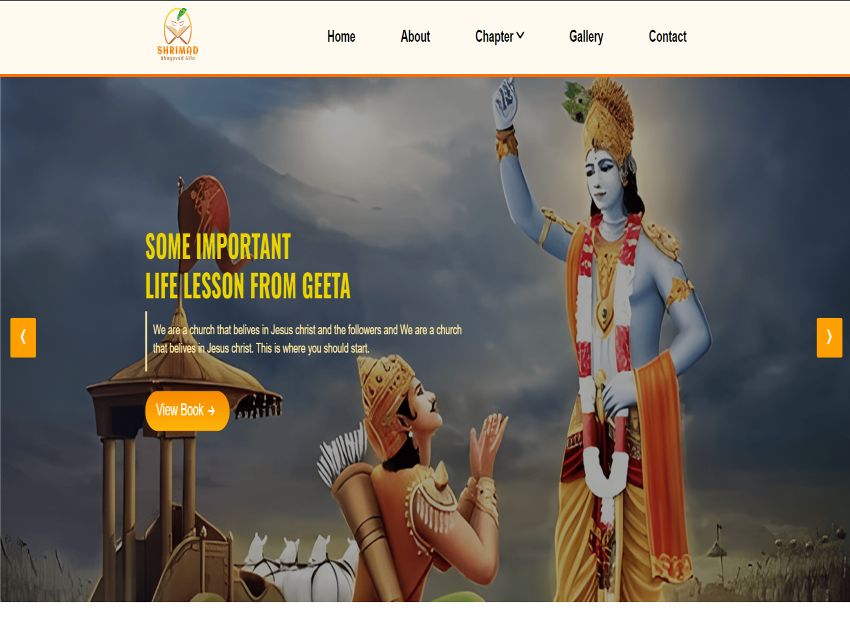 SHRIMAD
Bhagavad Gita
Home
About
Chapter
Gallery
Contact
SOME IMPORTANT
LIFE LESSON FROM GEETA
We are a church that belives in Jesus christ and the followers and We are a church
that belives in Jesus christ. This is where you should start.
View Book →